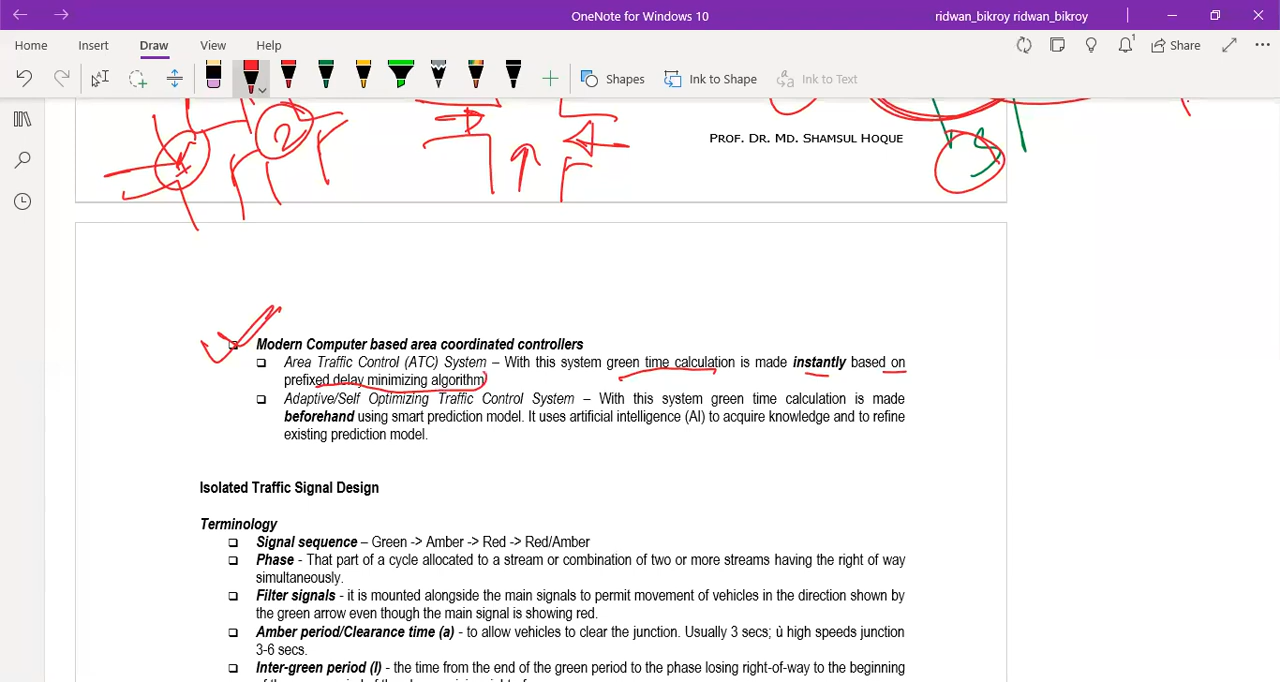 OneNote for Windows 10
ridwan_bikroy ridwan_bikroy
Home Insert Draw View Help
1
Share
Shapes
Ink to Shape
Ink to Text
1 2
PROF. DR. MD. SHAMSUL HOQUE
Modern Computer based area coordinated controllers
Area Traffic Control (ATC) System – With this system green time calculation is made instantly based on
prefixed delay minimizing algorithm
Adaptive/Self Optimizing Traffic Control System – With this system green time calculation is made
beforehand using smart prediction model. It uses artificial intelligence (AI) to acquire knowledge and to refine
existing prediction model.
Isolated Traffic Signal Design
Terminology
Signal sequence – Green -> Amber -> Red -> Red/Amber
Phase - That part of a cycle allocated to a stream or combination of two or more streams having the right of way
simultaneously.
Filter signals - it is mounted alongside the main signals to permit movement of vehicles in the direction shown by
the green arrow even though the main signal is showing red.
Amber period/Clearance time (a) - to allow vehicles to clear the junction. Usually 3 secs; ù high speeds junction
3-6 secs.
Inter-green period (I) - the time from the end of the green period to the phase losing right-of-way to the beginning